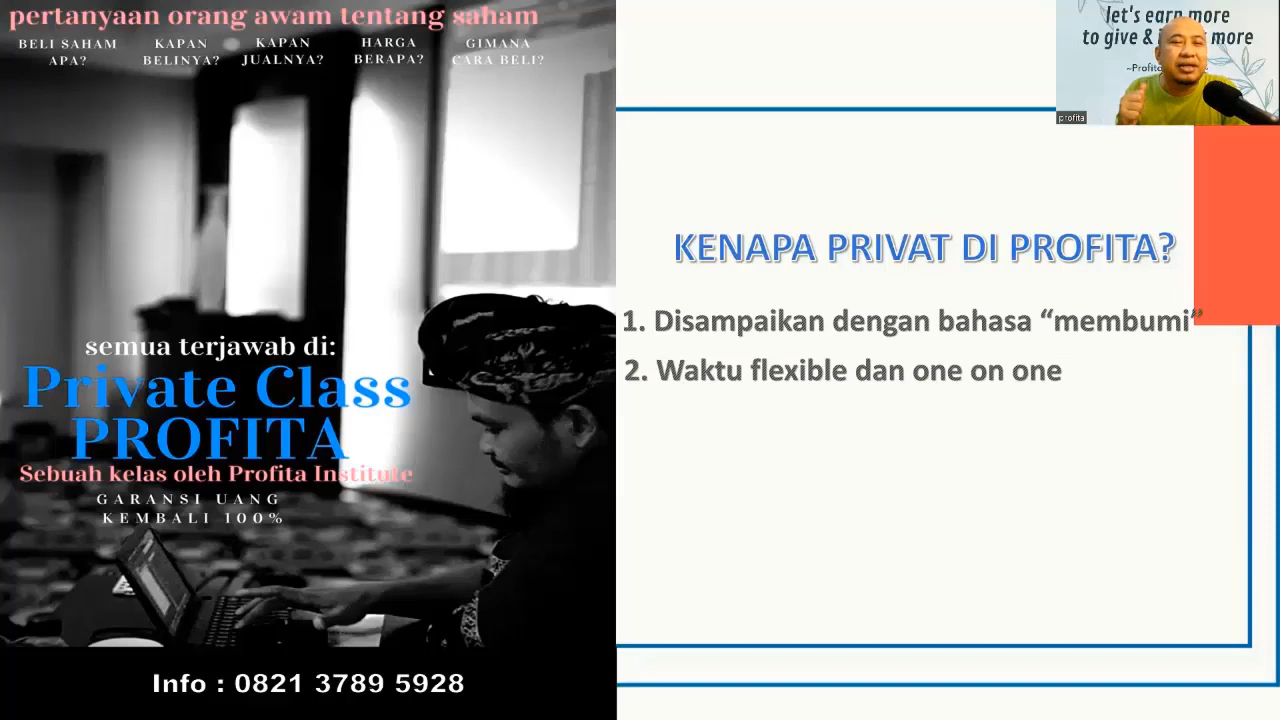 pertanyaan orang awam tentang saham
BELI SAHAM
APA?
KAPAN
BELINYA?
KAPAN
JUALNYA?
HARGA
BERAPA?
GIMANA
CARA BELI?
semua terjawab di:
Private Class
PROFITA
Sebuah kelas oleh Profita Institute
GARANSI UANG
KEMBALI 100%
Info : 0821 3789 5928
let's earn more
to give & more
profita
KENAPA PRIVAT DI PROFITA?
1. Disampaikan dengan bahasa “membumi”
2. Waktu flexible dan one on one